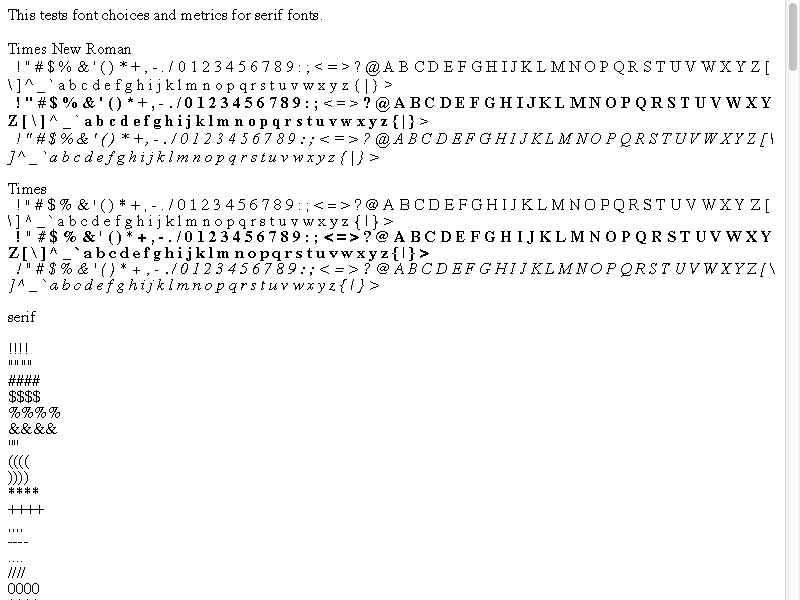 This tests font choices and metrics for serif fonts.
Times New Roman
! " # $ % & ' ( ) * + , - . / 0 1 2 3 4 5 6 7 8 9 : ; < = > ? @ A B C D E F G H I J K L M N O P Q R S T U V W X Y Z [
\ ] ^ _ ` a b c d e f g h i j k l m n o p q r s t u v w x y z { | } >
! " # $ % & ' ( ) * + , - . / 0 1 2 3 4 5 6 7 8 9 : ; < = > ? @ A B C D E F G H I J K L M N O P Q R S T U V W X Y
Z [ \ ] ^ _ ` a b c d e f g h i j k l m n o p q r s t u v w x y z { | } >
! " # $ % & ' ( ) * + , - . / 0 1 2 3 4 5 6 7 8 9 : ; < = > ? @ A B C D E F G H I J K L M N O P Q R S T U V W X Y Z [ \
] ^ _ ` a b c d e f g h i j k l m n o p q r s t u v w x y z { | } >
Times
! " # $ % & ' ( ) * + , - . / 0 1 2 3 4 5 6 7 8 9 : ; < = > ? @ A B C D E F G H I J K L M N O P Q R S T U V W X Y Z [
\ ] ^ _ ` a b c d e f g h i j k l m n o p q r s t u v w x y z { | } >
! " # $ % & ' ( ) * + , - . / 0 1 2 3 4 5 6 7 8 9 : ; < = > ? @ A B C D E F G H I J K L M N O P Q R S T U V W X Y
Z [ \ ] ^ _ ` a b c d e f g h i j k l m n o p q r s t u v w x y z { | } >
! " # $ % & ' ( ) * + , - . / 0 1 2 3 4 5 6 7 8 9 : ; < = > ? @ A B C D E F G H I J K L M N O P Q R S T U V W X Y Z [ \
] ^ _ ` a b c d e f g h i j k l m n o p q r s t u v w x y z { | } >
serif
!!!!
""""
####
$$$$
%%%%
&&&&
''''
((((
))))
****
++++
,,,,
----
....
////
0000